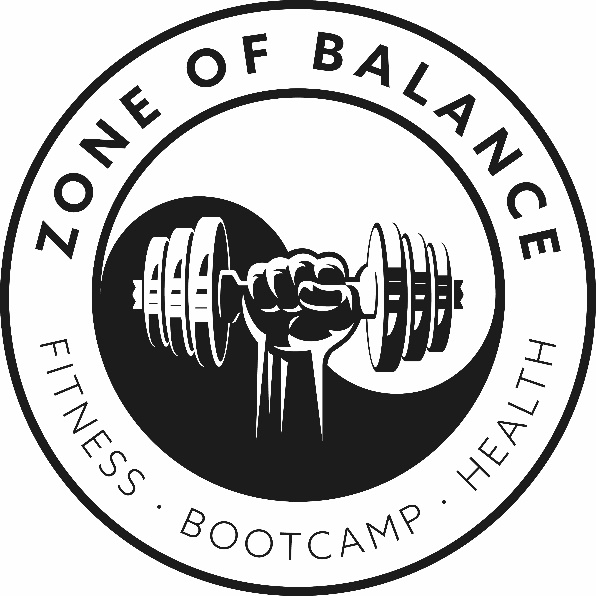 ZONE OF BALANCE
FITNESS · BOOTCAMP · HEALTH